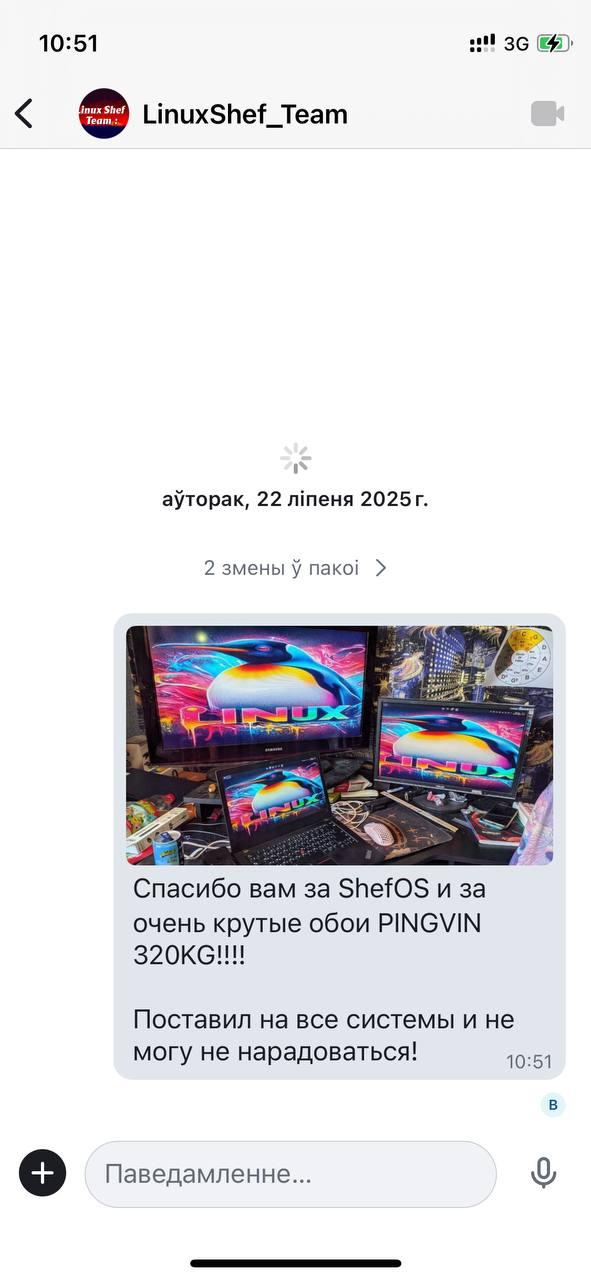 10:51
3G
Linux Shef
Team.:.
LinuxShef_Team
аўторак, 22 ліпеня 2025 г.
2 змены ў пакоі
LINUX
SAMSUNG
LINUX
LINUX
Спасибо вам за ShefOS и за
очень крутые обои PINGVIN
320KG!!!!
Поставил на все системы и не
могу не нарадоваться!
10:51
B
Паведамленне...